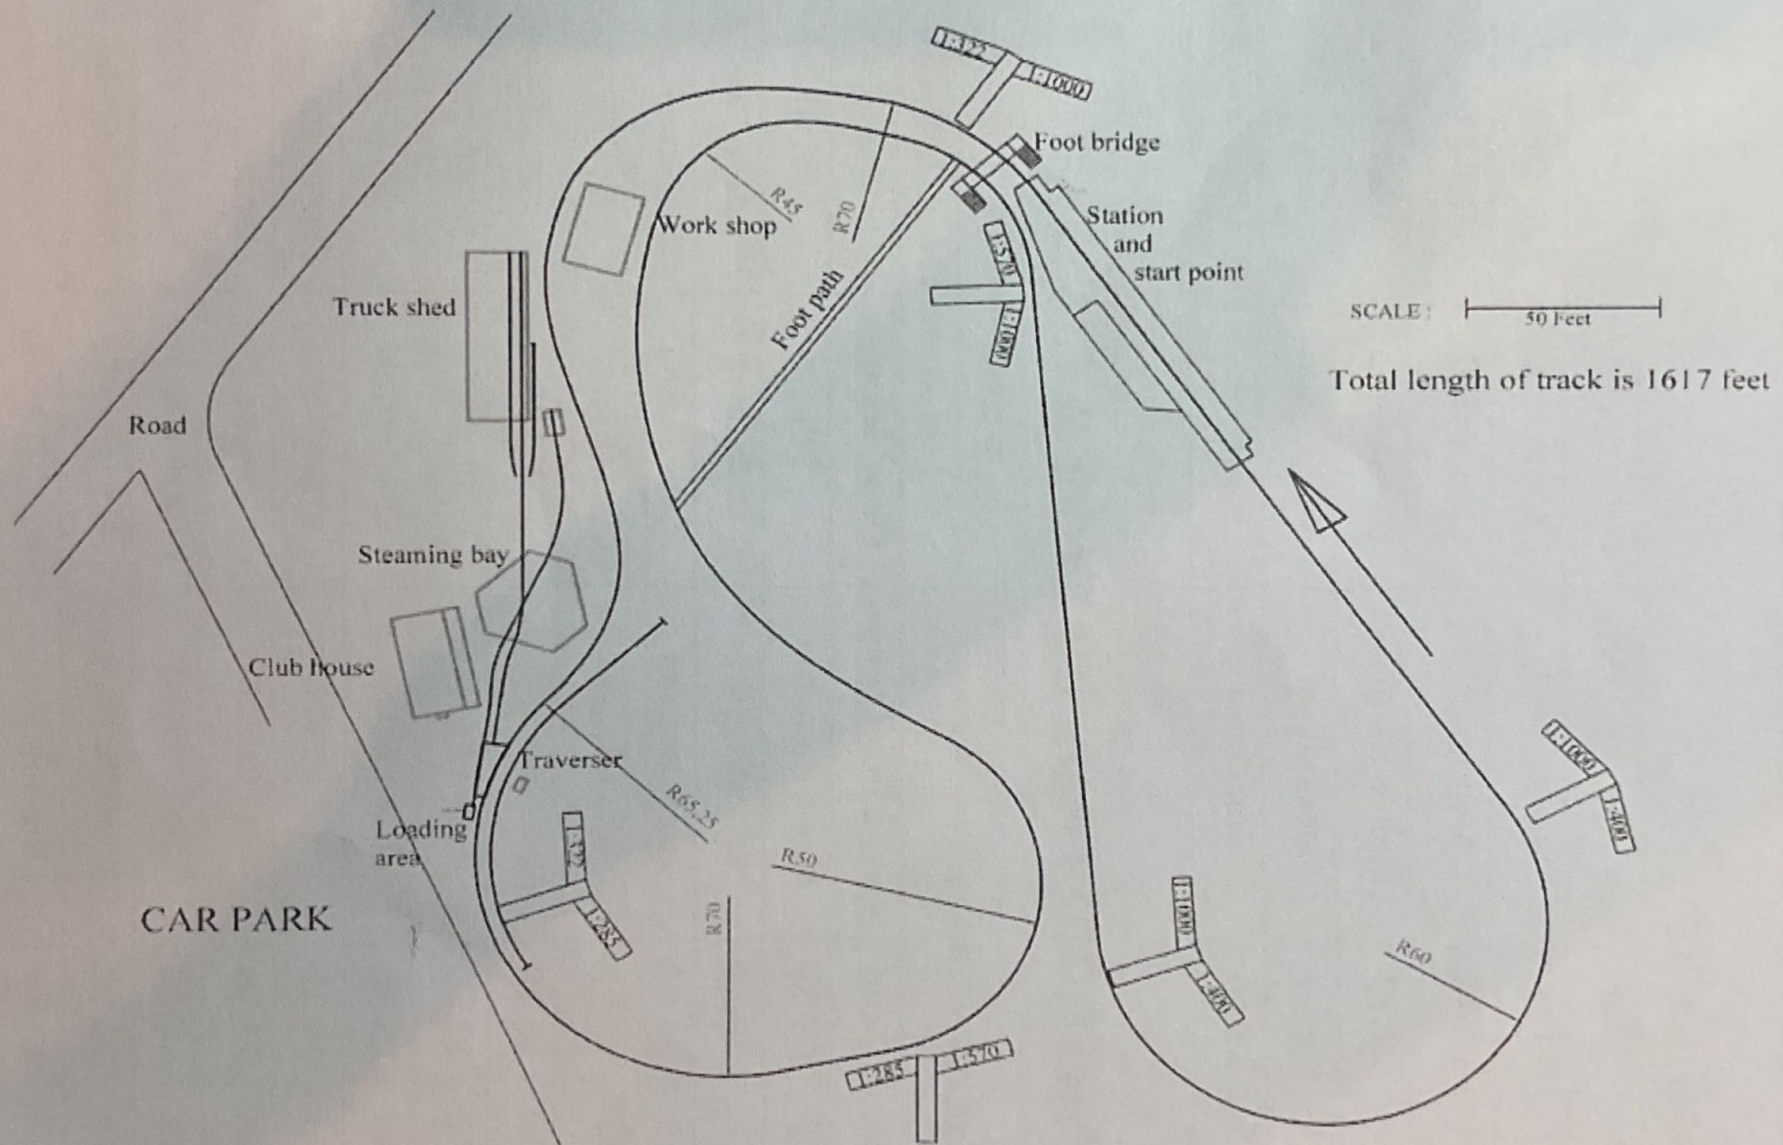 1:322
1:1000
Foot bridge
R45
R70
Work shop
Station
and
start point
1:570
Truck shed
Foot path
1:1000
SCALE :
50 Feet
Total length of track is 1617 feet
Road
Steaming bay
Club house
Traverser
1:1000
1:400
R65,25
Loading
area
1:322
R50
CAR PARK
R70
1:285
1:1000
R60
1:400
1:285
1:570